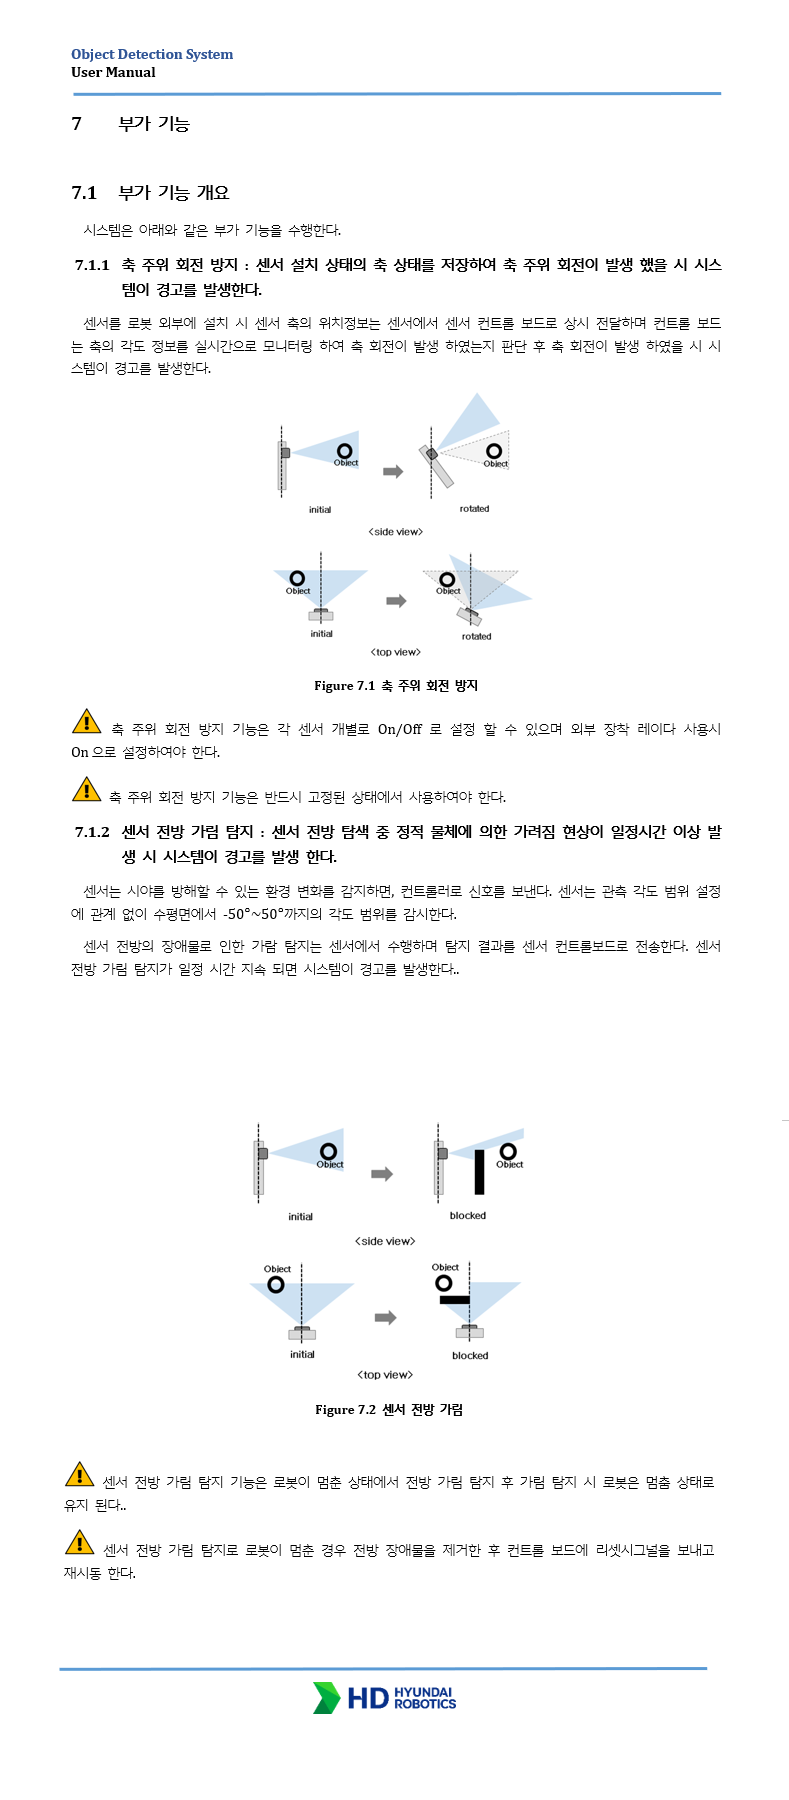 Object Detection System
User Manual
7 부가 기능
7.1 부가 기능 개요
시스템은 아래와 같은 부가 기능을 수행한다.
7.1.1 축 주위 회전 방지 : 센서 설치 상태의 축 상태를 저장하여 축 주위 회전이 발생 했을 시 시스
템이 경고를 발생한다.
센서를 로봇 외부에 설치 시 센서 축의 위치정보는 센서에서 센서 컨트롤 보드로 상시 전달하며 컨트롤 보드
는 축의 각도 정보를 실시간으로 모니터링 하여 축 회전이 발생 하였는지 판단 후 축 회전이 발생 하였을 시 시
스템이 경고를 발생한다.
Object
Object
initial
rotated
<side view>
Object
Object
initial
rotated
<top view>
Figure 7.1 축 주위 회전 방지
축 주위 회전 방지 기능은 각 센서 개별로 On/Off 로 설정 할 수 있으며 외부 장착 레이다 사용시
On 으로 설정하여야 한다.
축 주위 회전 방지 기능은 반드시 고정된 상태에서 사용하여야 한다.
7.1.2 센서 전방 가림 탐지 : 센서 전방 탐색 중 정적 물체에 의한 가려짐 현상이 일정시간 이상 발
생 시 시스템이 경고를 발생 한다.
센서는 시야를 방해할 수 있는 환경 변화를 감지하면, 컨트롤러로 신호를 보낸다. 센서는 관측 각도 범위 설정
에 관계 없이 수평면에서 -50°~50°까지의 각도 범위를 감시한다.
센서 전방의 장애물로 인한 가람 탐지는 센서에서 수행하며 탐지 결과를 센서 컨트롤보드로 전송한다. 센서
전방 가림 탐지가 일정 시간 지속 되면 시스템이 경고를 발생한다..
Object
Object
initial
blocked
<side view>
Object
Object
initial
blocked
<top view>
Figure 7.2 센서 전방 가림
센서 전방 가림 탐지 기능은 로봇이 멈춘 상태에서 전방 가림 탐지 후 가림 탐지 시 로봇은 멈춤 상태로
유지 된다..
센서 전방 가림 탐지로 로봇이 멈춘 경우 전방 장애물을 제거한 후 컨트롤 보드에 리셋시그널을 보내고
재시동 한다.
HD HYUNDAI
ROBOTICS